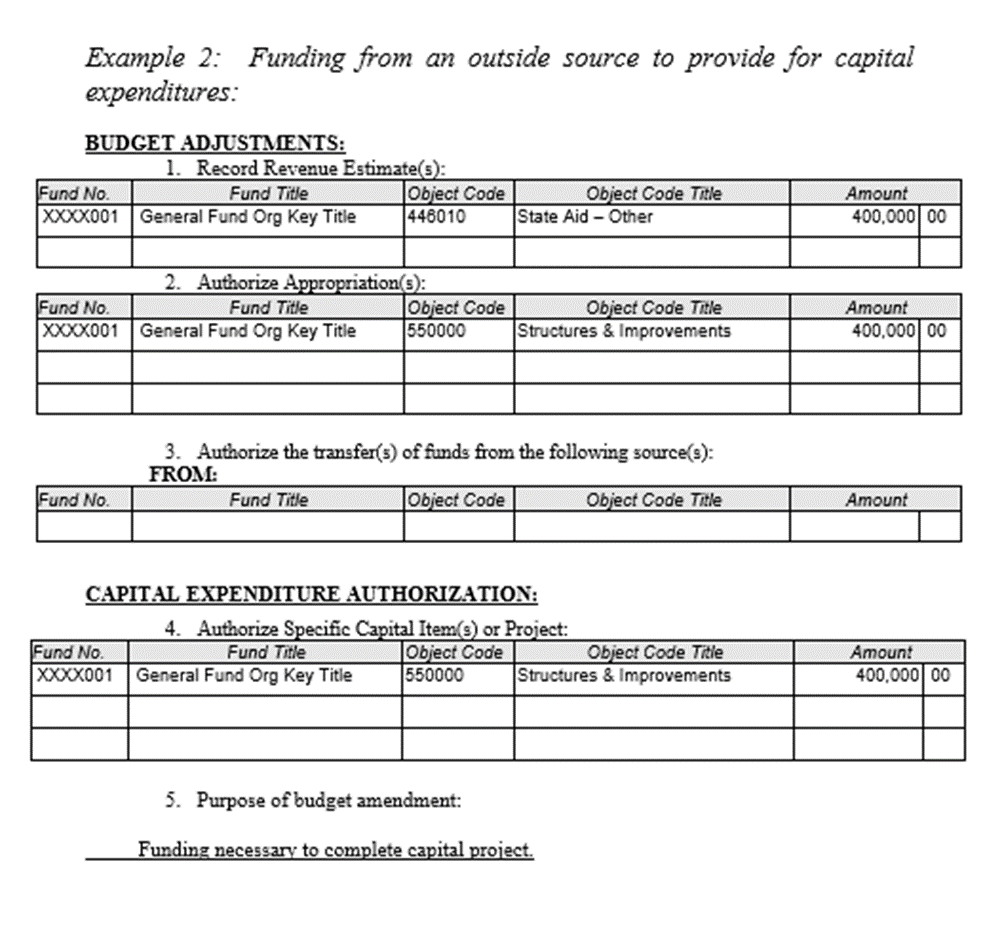 Example 2: Funding from an outside source to provide for capital
expenditures:
BUDGET ADJUSTMENTS:
1. Record Revenue Estimate(s):
Fund No. Fund Title Object Code Object Code Title Amount
XXXX001 General Fund Org Key Title 446010 State Aid – Other 400,000 00
2. Authorize Appropriation(s):
Fund No. Fund Title Object Code Object Code Title Amount
XXXX001 General Fund Org Key Title 550000 Structures & Improvements 400,000 00
3. Authorize the transfer(s) of funds from the following source(s):
FROM:
Fund No. Fund Title Object Code Object Code Title Amount
CAPITAL EXPENDITURE AUTHORIZATION:
4. Authorize Specific Capital Item(s) or Project:
Fund No. Fund Title Object Code Object Code Title Amount
XXXX001 General Fund Org Key Title 550000 Structures & Improvements 400,000 00
5. Purpose of budget amendment:
Funding necessary to complete capital project.